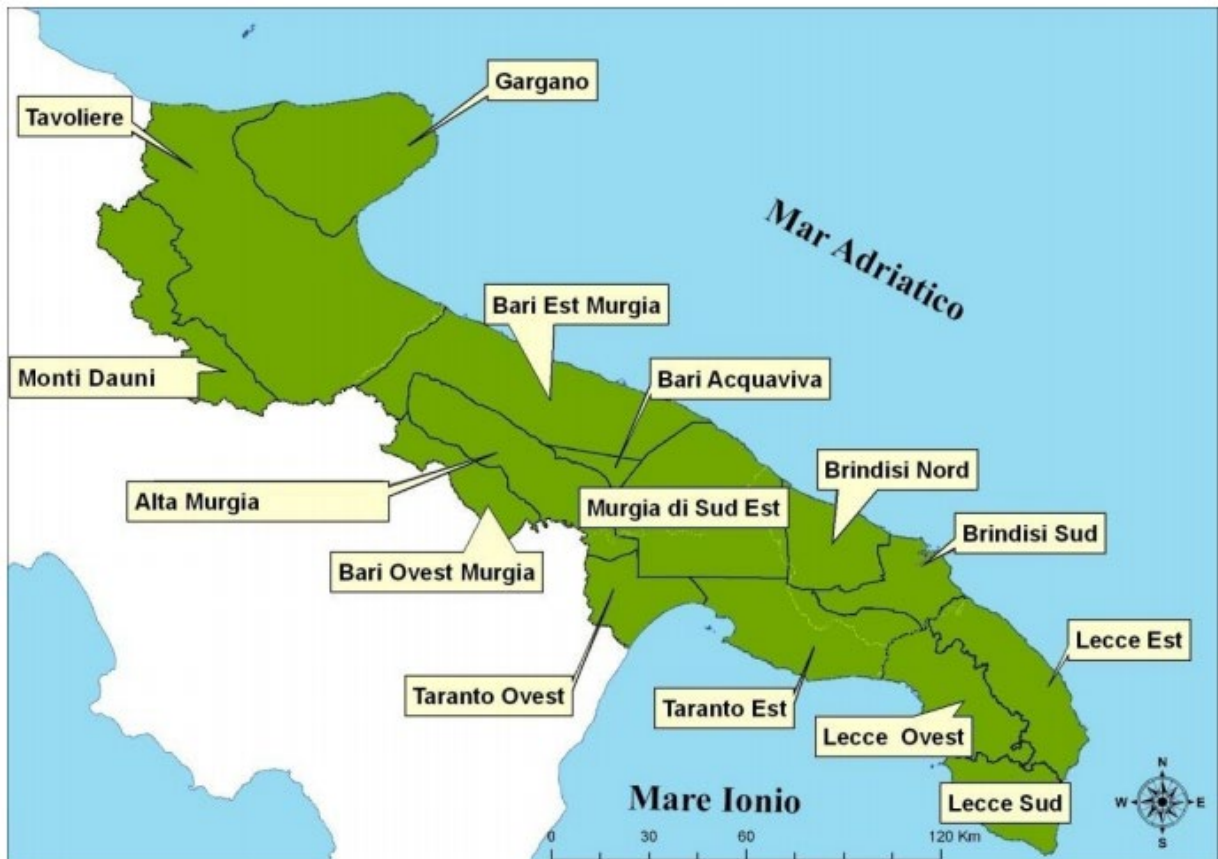 Gargano
Tavoliere
Mar Adriatico
Bari Est Murgia
Monti Dauni
Bari Acquaviva
Brindisi Nord
Alta Murgia
Murgia di Sud Est
Brindisi Sud
Bari Ovest Murgia
Lecce Est
Taranto Ovest
Taranto Est
Lecce Ovest
Mare Ionio
Lecce Sud
N
W E
S
0 30 60 120 Km